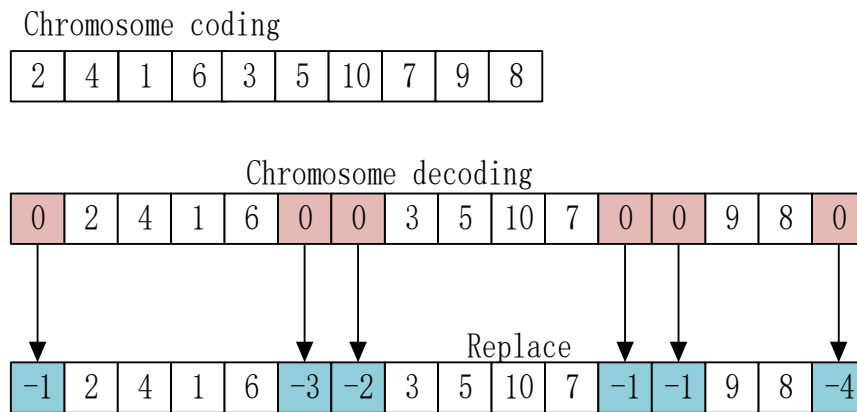 Chromosome coding
2 4 1 6 3 5 10 7 9 8
Chromosome decoding
0 2 4 1 6 0 0 3 5 10 7 0 0 9 8 0
Replace
-1 2 4 1 6 -3 -2 3 5 10 7 -1 -1 9 8 -4